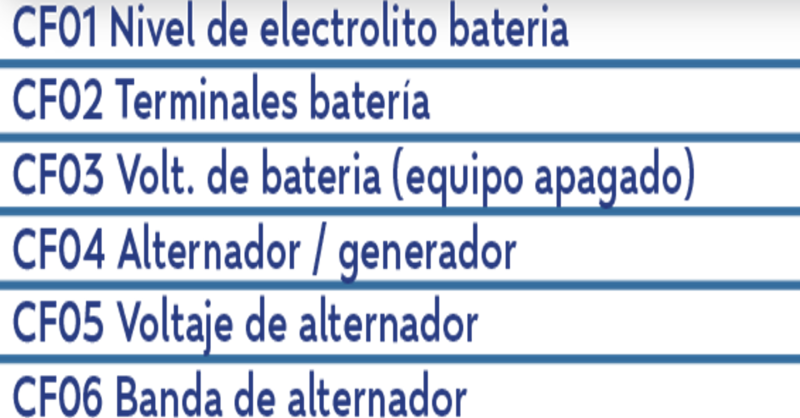 CF01 Nivel de electrolito bateria
CF02 Terminales batería
CF03 Volt. de bateria (equipo apagado)
CF04 Alternador / generador
CF05 Voltaje de alternador
CF06 Banda de alternador